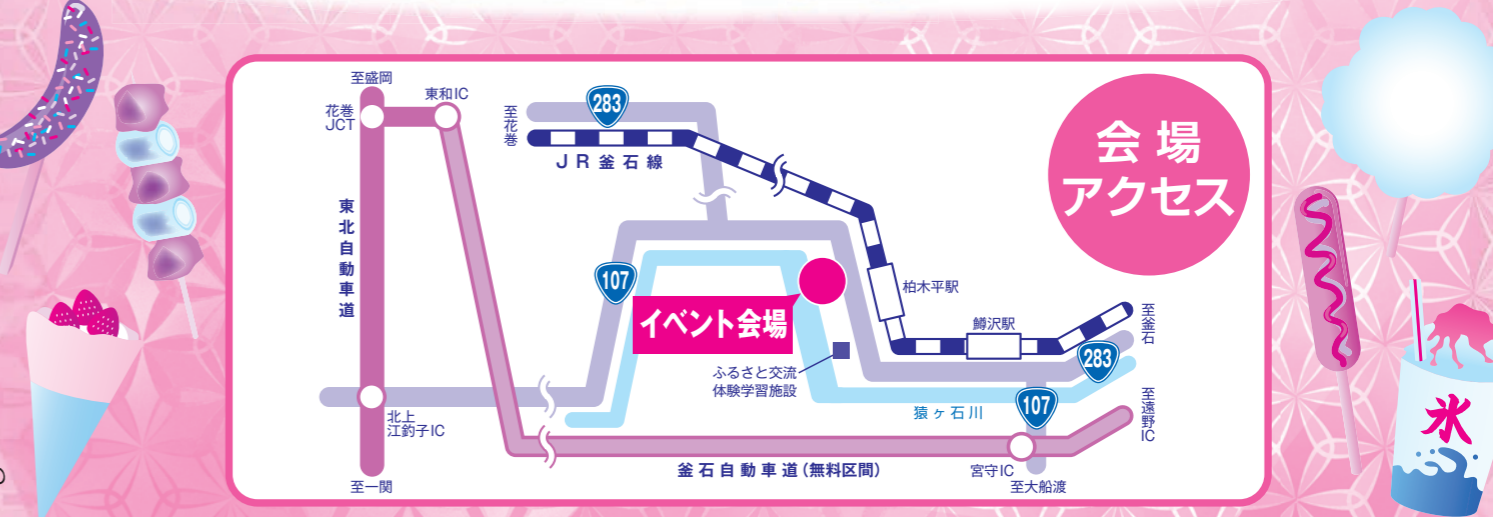 会場
アクセス
至盛岡
花巻
JCT
東和IC
至花巻
283
JR釜石線
東北自動車道
107
イベント会場
柏木平駅
鱒沢駅
至釜石
283
ふるさと交流
体験学習施設
猿ヶ石川
107
至遠野IC
北上
江釣子IC
釜石自動車道(無料区間)
宮守IC
至一関
至大船渡
氷